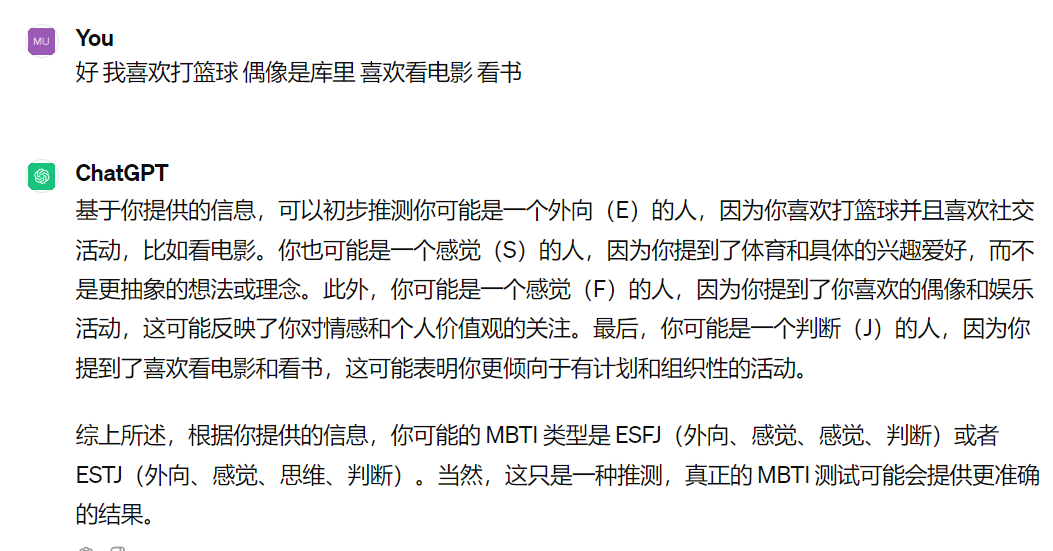 MU
You
好 我喜欢打篮球 偶像是库里 喜欢看电影 看书
ChatGPT
基于你提供的信息，可以初步推测你可能是一个外向（E）的人，因为你喜欢打篮球并且喜欢社交
活动，比如看电影。你也可能是一个感觉（S）的人，因为你提到了体育和具体的兴趣爱好，而不
是更抽象的想法或理念。此外，你可能是一个感觉（F）的人，因为你提到了你喜欢的偶像和娱乐
活动，这可能反映了你对情感和个人价值观的关注。最后，你可能是一个判断（J）的人，因为你
提到了喜欢看电影和看书，这可能表明你更倾向于有计划和组织性的活动。
综上所述，根据你提供的信息，你可能的 MBTI 类型是 ESFJ（外向、感觉、感觉、判断）或者
ESTJ（外向、感觉、思维、判断）。当然，这只是一种推测，真正的 MBTI 测试可能会提供更准确
的结果。